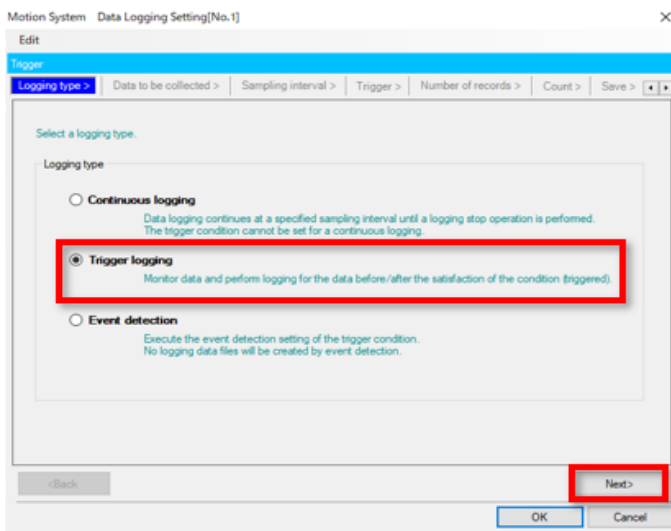 Motion System    Data Logging Setting[No.1]
Edit
Trigger
Logging type > Data to be collected > Sampling interval > Trigger > Number of records > Count > Save >
Select a logging type.
Logging type
Continuous logging
Data logging continues at a specified sampling interval until a logging stop operation is performed.
The trigger condition cannot be set for a continuous logging.
Trigger logging
Monitor data and perform logging for the data before/after the satisfaction of the condition (triggered).
Event detection
Execute the event detection setting of the trigger condition.
No logging data files will be created by event detection.
<Back Next>
OK Cancel